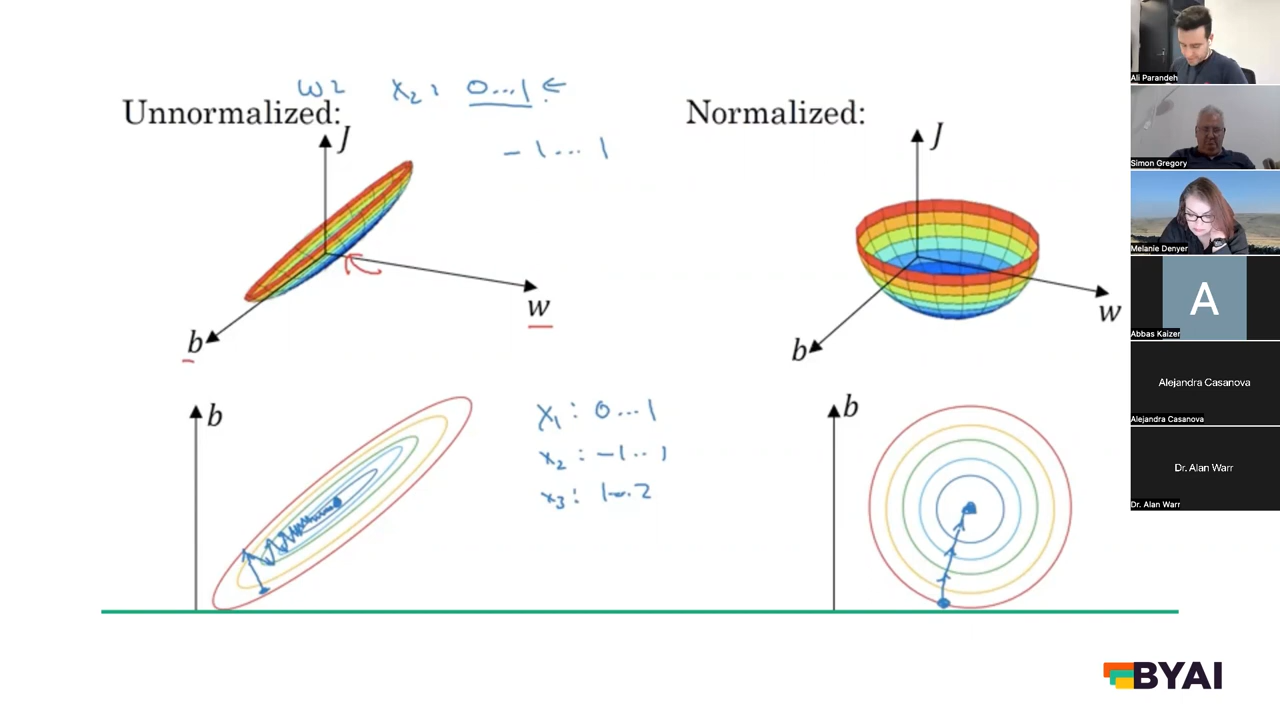 w2 x2: 0...1 ←
Unnormalized:
-1...1
J
w
b
Normalized:
J
w
b
b
x1: 0...1
x2: -1..1
x3: 1...2
b
BYAI
Ali Parandeh
Simon Gregory
Melanie Denyer
A
Abbas Kaizer
Alejandra Casanova
Alejandra Casanova
Dr. Alan Warr
Dr. Alan Warr